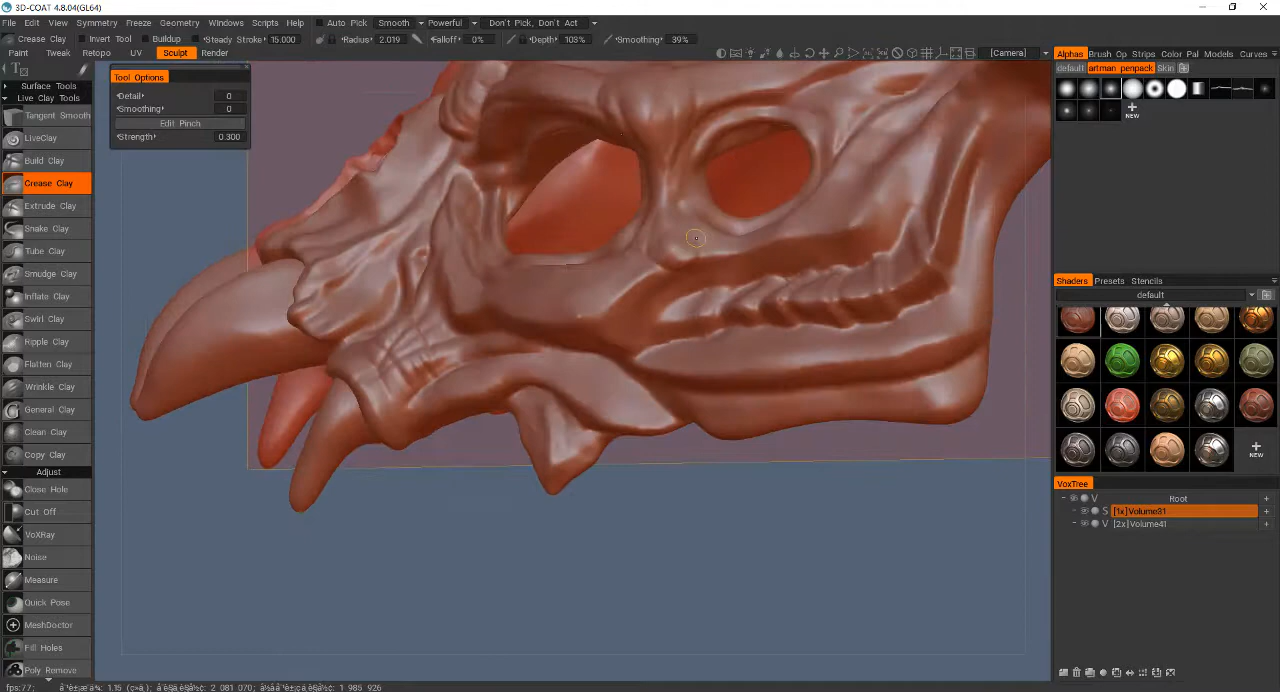 3D-COAT 4.8.04(GL64)
File Edit View Symmetry Freeze Geometry Windows Scripts Help Auto Pick Smooth Powerful Don't Pick, Don't Act
Crease Clay Invert Tool Buildup Steady Stroke 15.000 Radius 2.019 Falloff 0% Depth 103% Smoothing 39%
Paint Tweak Retopo UV Sculpt Render [Camera]
Alphas Brush Op Strips Color Pal Models Curves
default artman penpack Skin
NEW
Tool Options
Detail 0
Smoothing 0
Edit Pinch
Strength 0.300
Surface Tools
Live Clay Tools
Tangent Smooth
LiveClay
Build Clay
Crease Clay
Extrude Clay
Snake Clay
Tube Clay
Smudge Clay
Inflate Clay
Swirl Clay
Ripple Clay
Flatten Clay
Wrinkle Clay
General Clay
Clean Clay
Copy Clay
Adjust
Close Hole
Cut Off
VoXRay
Noise
Measure
Quick Pose
MeshDoctor
Fill Holes
Poly Remove
Shaders Presets Stencils
default
NEW
VoxTree
V Root +
S [1x]Volume31 +
V [2x]Volume41 +
fps:77;